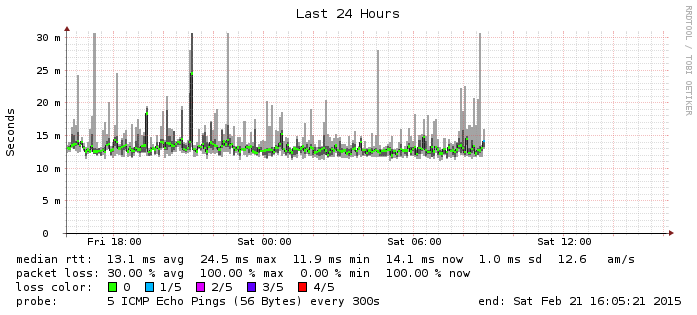 Last 24 Hours
RRDTOOL / TOBI OETIKER
Seconds
30 m
25 m
20 m
15 m
10 m
5 m
0
Fri 18:00 Sat 00:00 Sat 06:00 Sat 12:00
median rtt: 13.1 ms avg 24.5 ms max 11.9 ms min 14.1 ms now 1.0 ms sd 12.6 am/s
packet loss: 30.00 % avg 100.00 % max 0.00 % min 100.00 % now
loss color: 0 1/5 2/5 3/5 4/5
probe: 5 ICMP Echo Pings (56 Bytes) every 300s end: Sat Feb 21 16:05:21 2015